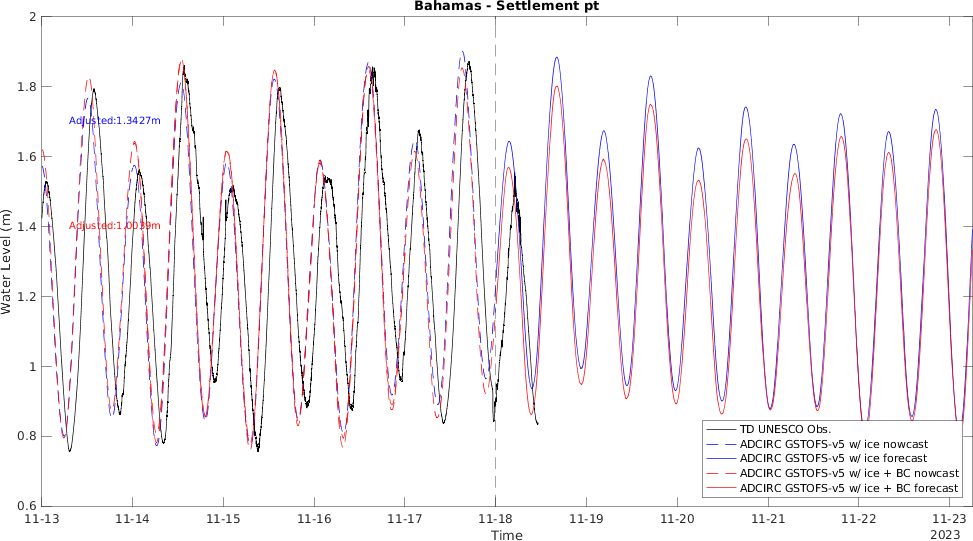 Bahamas - Settlement pt
2
1.8
1.6
1.4
1.2
1
0.8
0.6
Water Level (m)
Adjusted:1.3427m
Adjusted:1.0039m
TD UNESCO Obs.
ADCIRC GSTOFS-v5 w/ ice nowcast
ADCIRC GSTOFS-v5 w/ ice forecast
ADCIRC GSTOFS-v5 w/ ice + BC nowcast
ADCIRC GSTOFS-v5 w/ ice + BC forecast
11-13 11-14 11-15 11-16 11-17 11-18 11-19 11-20 11-21 11-22 11-23
2023
Time